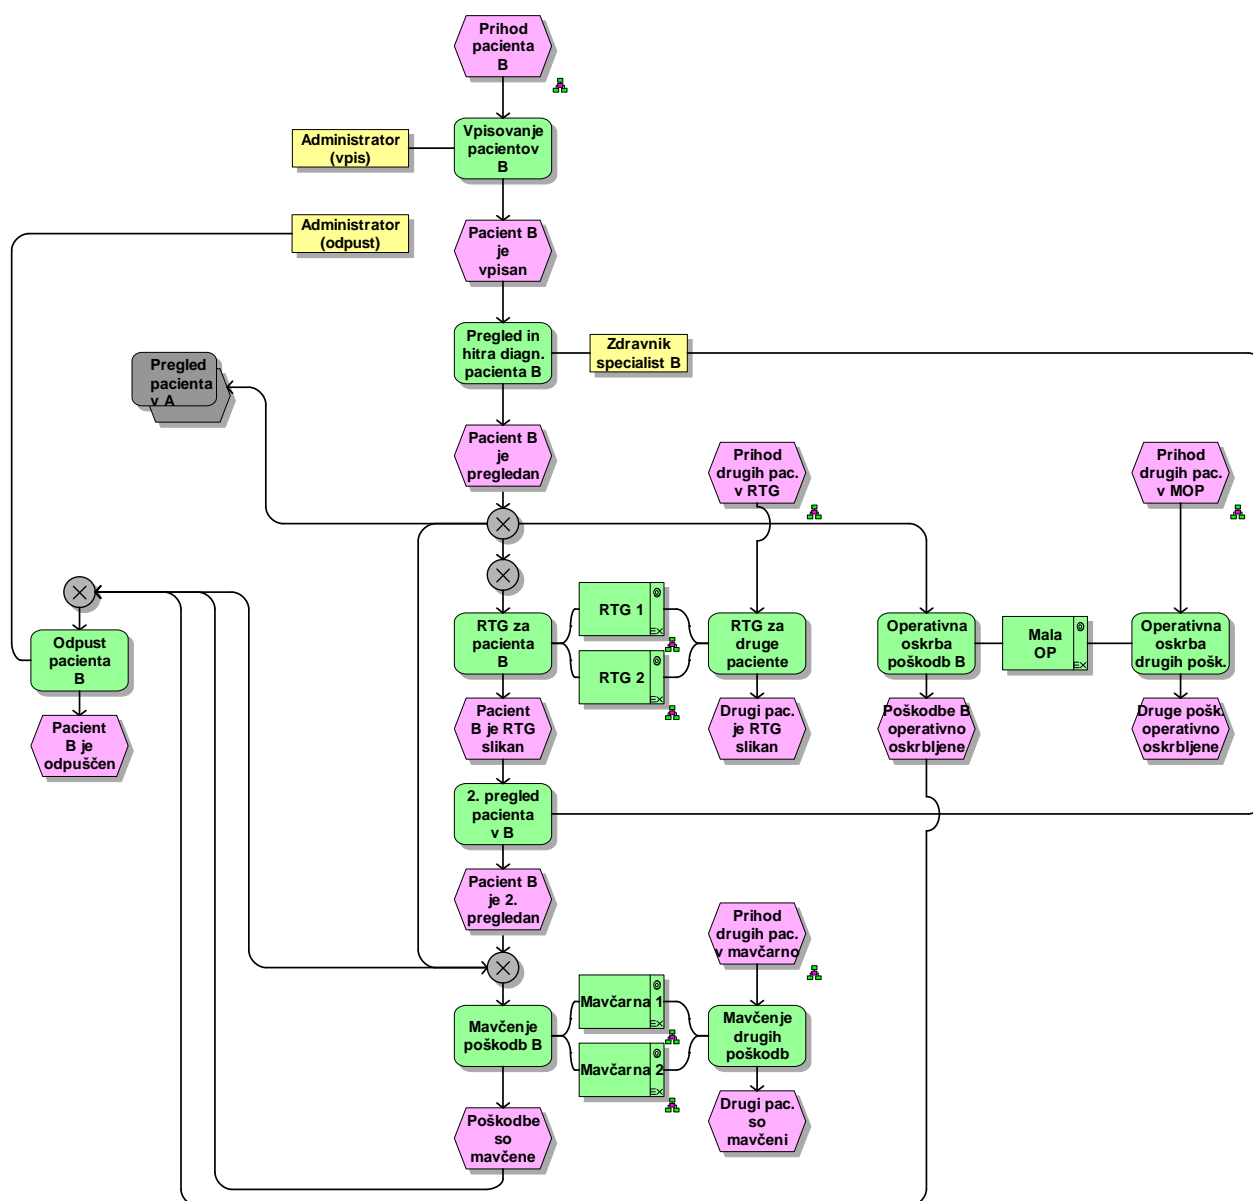 Prihod
pacienta
B
Administrator
(vpis)
Vpisovanje
pacientov
B
Administrator
(odpust)
Pacient B
je
vpisan
Pregled in
hitra diagn.
pacienta B
Zdravnik
specialist B
Pregled
pacienta
v A
Pacient B
je
pregledan
Prihod
drugih pac.
v RTG
Prihod
drugih pac.
v MOP
Odpust
pacienta
B
RTG za
pacienta
B
RTG 1
EX
RTG 2
EX
RTG za
druge
paciente
Operativna
oskrba
poškodb B
Mala
OP
EX
Operativna
oskrba
drugih pošk.
Pacient
B je
odpuščen
Pacient
B je RTG
slikan
Drugi pac.
je RTG
slikan
Poškodbe B
operativno
oskrbljene
Druge pošk.
operativno
oskrbljene
2. pregled
pacienta
v B
Pacient B
je 2.
pregledan
Prihod
drugih pac.
v mavčarno
Mavčenje
poškodb B
Mavčarna 1
EX
Mavčarna 2
EX
Mavčenje
drugih
poškodb
Poškodbe
so
mavčene
Drugi pac.
so
mavčeni